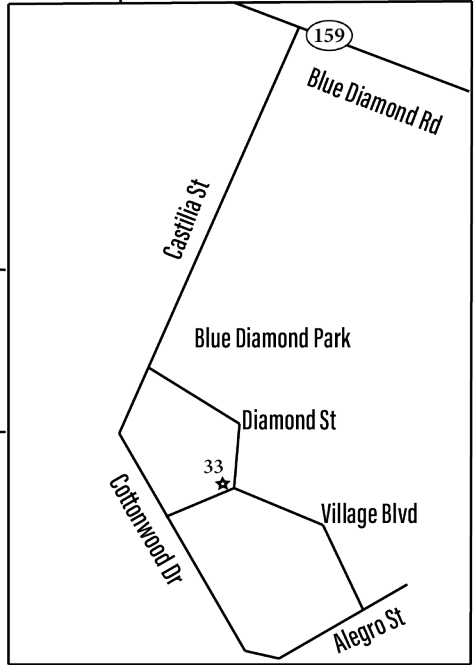 159
Blue Diamond Rd
Castilia St
Blue Diamond Park
Diamond St
33
Cottonwood Dr
Village Blvd
Alegro St